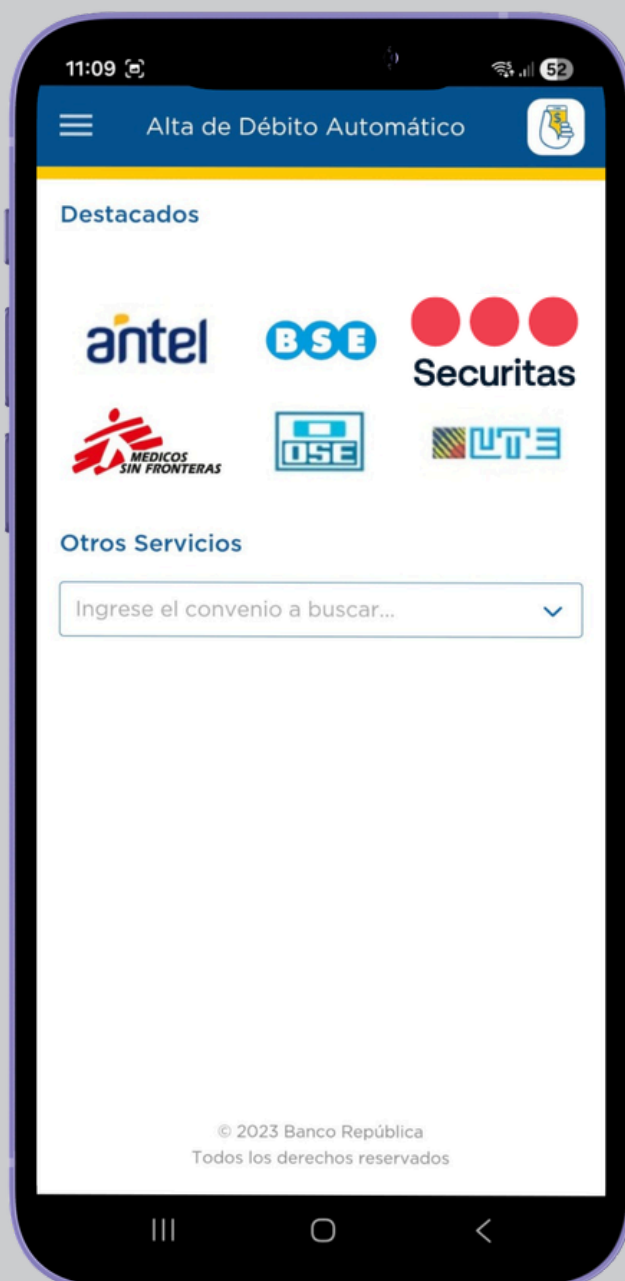 11:09
52
Alta de Débito Automático
$
Destacados
antel
BSE
Securitas
MEDICOS
SIN FRONTERAS
OSE
UTE
Otros Servicios
Ingrese el convenio a buscar...
© 2023 Banco República
Todos los derechos reservados